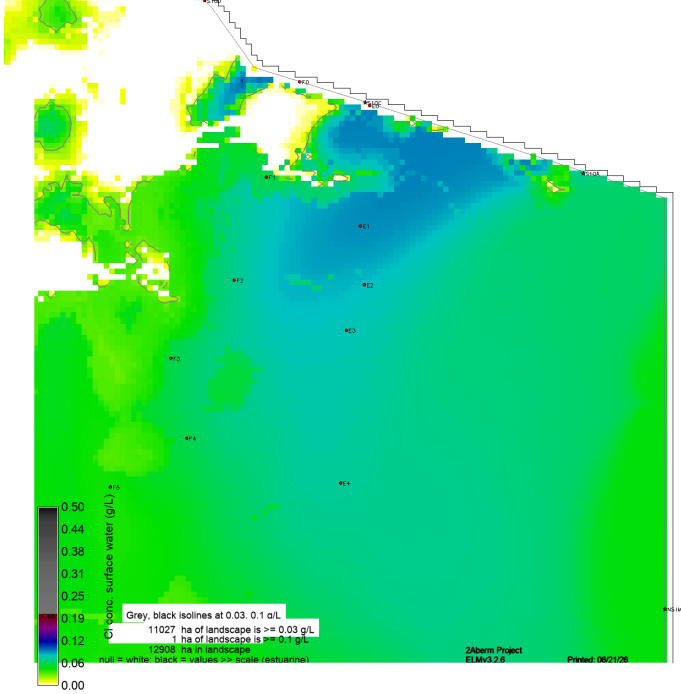 S10D
F0
S10C
E0
S10A
F1
E1
F2
E2
E3
F3
F4
F5
E4
0.50
0.44
0.38
0.31
0.25
0.19
0.12
0.06
0.00
Cl conc. surface water (g/L)
Grey, black isolines at 0.03, 0.1 g/L
11027 ha of landscape is >= 0.03 g/L
1 ha of landscape is >= 0.1 g/L
12908 ha in landscape
null = white; black = values >> scale (estuarine)
2Aberm Project
ELMv3.2.6
Printed: 06/21/26